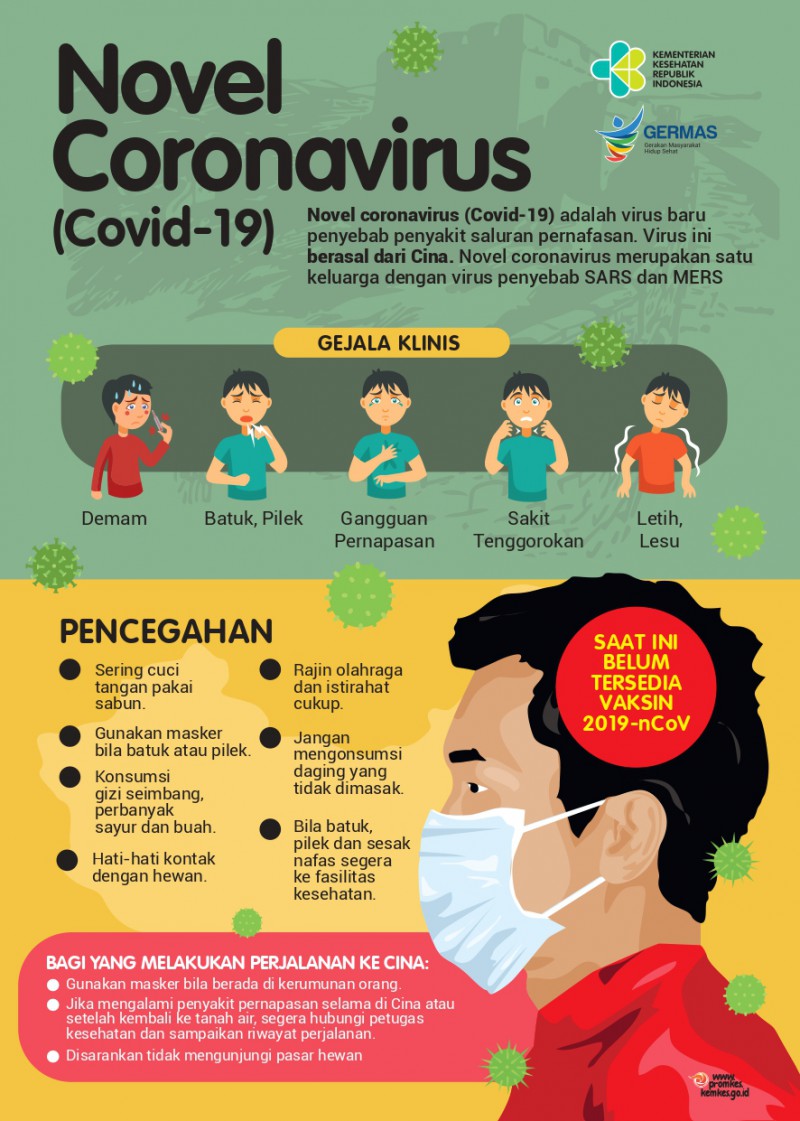 Novel
Coronavirus
(Covid-19)
KEMENTERIAN
KESEHATAN
REPUBLIK
INDONESIA
GERMAS
Gerakan Masyarakat
Hidup Sehat
Novel coronavirus (Covid-19) adalah virus baru
penyebab penyakit saluran pernafasan. Virus ini
berasal dari Cina. Novel coronavirus merupakan satu
keluarga dengan virus penyebab SARS dan MERS
GEJALA KLINIS
Demam
Batuk, Pilek
Gangguan
Pernapasan
Sakit
Tenggorokan
Letih,
Lesu
PENCEGAHAN
Sering cuci
tangan pakai
sabun.
Gunakan masker
bila batuk atau pilek.
Konsumsi
gizi seimbang,
perbanyak
sayur dan buah.
Hati-hati kontak
dengan hewan.
Rajin olahraga
dan istirahat
cukup.
Jangan
mengonsumsi
daging yang
tidak dimasak.
Bila batuk,
pilek dan sesak
nafas segera
ke fasilitas
kesehatan.
SAAT INI
BELUM
TERSEDIA
VAKSIN
2019-nCoV
BAGI YANG MELAKUKAN PERJALANAN KE CINA:
Gunakan masker bila berada di kerumunan orang.
Jika mengalami penyakit pernapasan selama di Cina atau
setelah kembali ke tanah air, segera hubungi petugas
kesehatan dan sampaikan riwayat perjalanan.
Disarankan tidak mengunjungi pasar hewan
www.
promkes.
kemkes.go.id